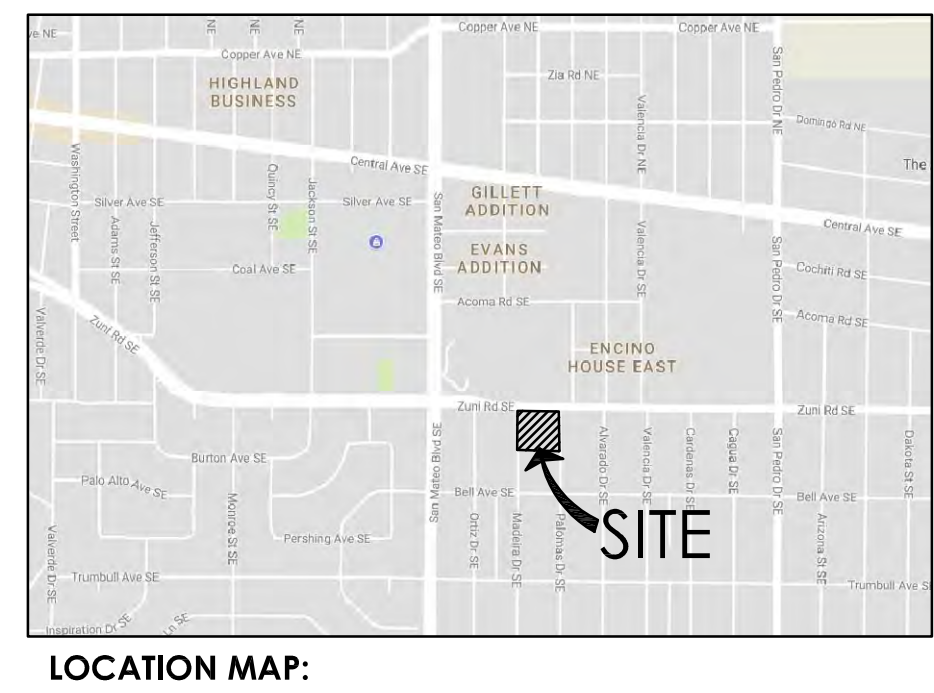 ve NE
NE
NE
NE
Copper Ave NE
Copper Ave NE
Copper Ave NE
San Pedro Dr NE
HIGHLAND
BUSINESS
Zia Rd NE
Valencia Dr NE
Domingo Rd NE
Washington Street
Central Ave SE
The
Quincy St SE
Jackson St SE
Silver Ave SE
Silver Ave SE
San Mateo Blvd SE
GILLETT
ADDITION
Adams St SE
Jefferson St SE
Valencia Dr SE
Central Ave SE
San Pedro Dr SE
EVANS
ADDITION
Coal Ave SE
Cochiti Rd SE
Acoma Rd SE
Acoma Rd SE
Valverde Dr SE
Zuni Rd SE
ENCINO
HOUSE EAST
Zuni Rd SE
Zuni Rd SE
San Mateo Blvd SE
Alvarado Dr SE
Valencia Dr SE
Cardenas Dr SE
Cagua Dr SE
San Pedro Dr SE
Dakota St SE
Burton Ave SE
Palo Alto Ave SE
Bell Ave SE
Bell Ave SE
Monroe St SE
Ortiz Dr SE
Madeira Dr SE
Palomas Dr SE
SITE
Arizona St SE
Valverde Dr SE
Pershing Ave SE
Trumbull Ave SE
Trumbull Ave S
Inspiration Dr SE
Ln SE
LOCATION MAP: